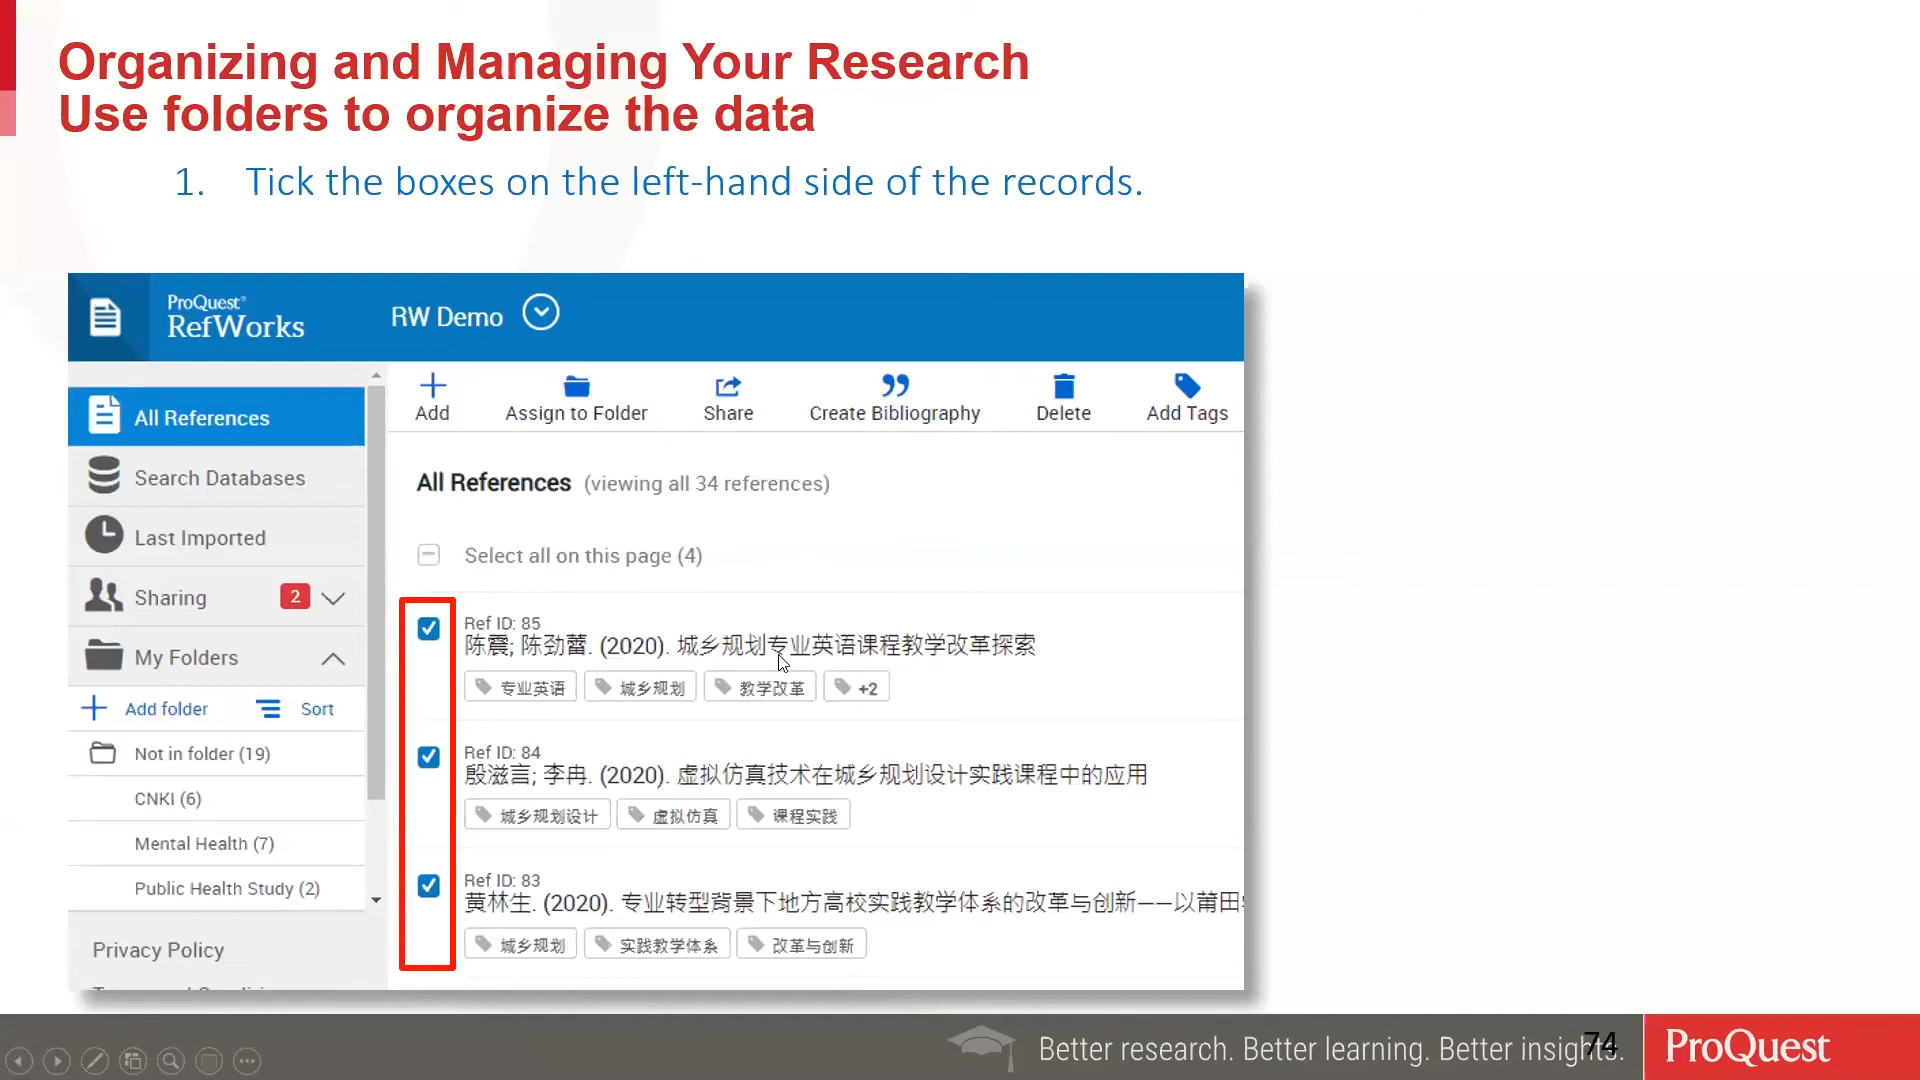 Organizing and Managing Your Research
Use folders to organize the data
1. Tick the boxes on the left-hand side of the records.
ProQuest®
RefWorks
RW Demo
Add
Assign to Folder
Share
Create Bibliography
Delete
Add Tags
All References
Search Databases
Last Imported
Sharing 2
My Folders
Add folder Sort
Not in folder (19)
CNKI (6)
Mental Health (7)
Public Health Study (2)
Privacy Policy
All References (viewing all 34 references)
Select all on this page (4)
Ref ID: 85
陈震; 陈劲蕾. (2020). 城乡规划专业英语课程教学改革探索
专业英语 城乡规划 教学改革 +2
Ref ID: 84
殷滋言; 李冉. (2020). 虚拟仿真技术在城乡规划设计实践课程中的应用
城乡规划设计 虚拟仿真 课程实践
Ref ID: 83
黄林生. (2020). 专业转型背景下地方高校实践教学体系的改革与创新——以莆田
城乡规划 实践教学体系 改革与创新
Better research. Better learning. Better insights.
74
ProQuest